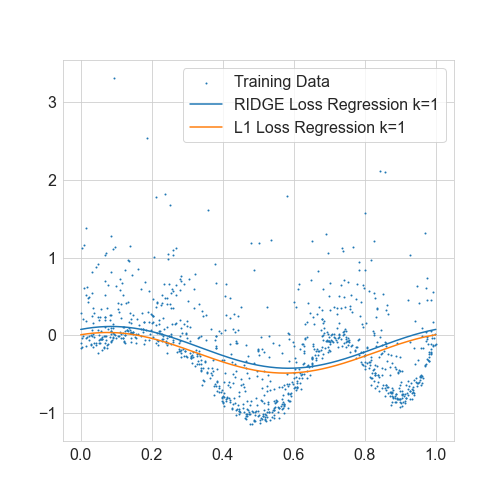 Training Data
RIDGE Loss Regression k=1
L1 Loss Regression k=1
3
2
1
0
−1
0.0 0.2 0.4 0.6 0.8 1.0